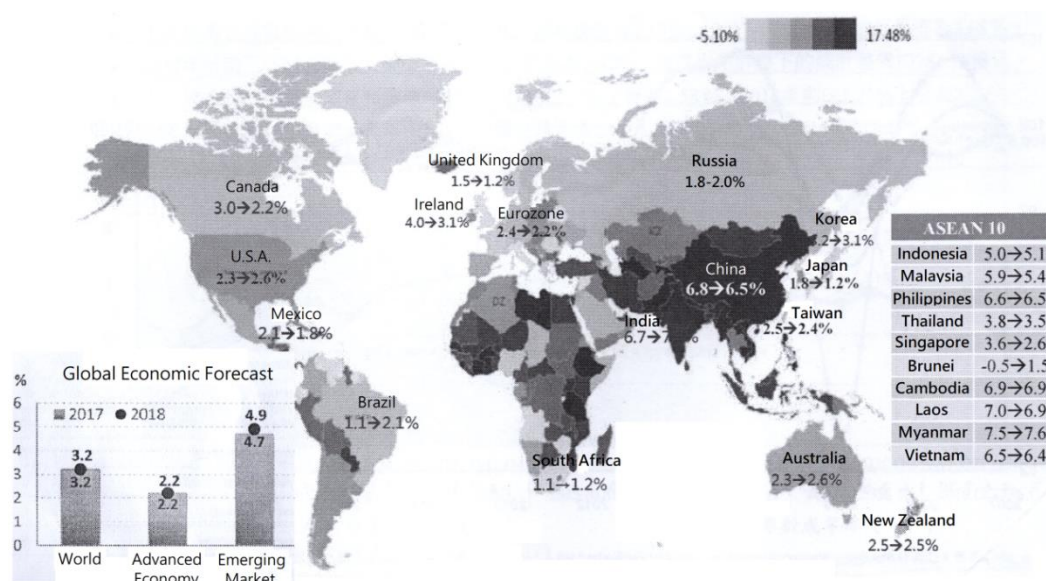 -5.10% 17.48%
United Kingdom
1.5→1.2%
Russia
1.8-2.0%
Canada
3.0→2.2%
Ireland
4.0→3.1%
Eurozone
2.4→2.2%
Korea
3.1%
KZ
U.S.A.
2.3→2.6%
China
6.8→6.5%
Japan
1.8→1.2%
DZ
Mexico
2.1→1.8%
India
6.7→
Taiwan
2.5→2.4%
Brazil
1.1→2.1%
South Africa
1.1→1.2%
Australia
2.3→2.6%
New Zealand
2.5→2.5%
ASEAN 10
Indonesia 5.0→5.1
Malaysia 5.9→5.4
Philippines 6.6→6.5
Thailand 3.8→3.5
Singapore 3.6→2.6
Brunei -0.5→1.5
Cambodia 6.9→6.9
Laos 7.0→6.9
Myanmar 7.5→7.6
Vietnam 6.5→6.4
Global Economic Forecast
%
2017 2018
6
5
4
3
2
1
0
3.2
3.2
2.2
2.2
4.9
4.7
World
Advanced
Economy
Emerging
Market